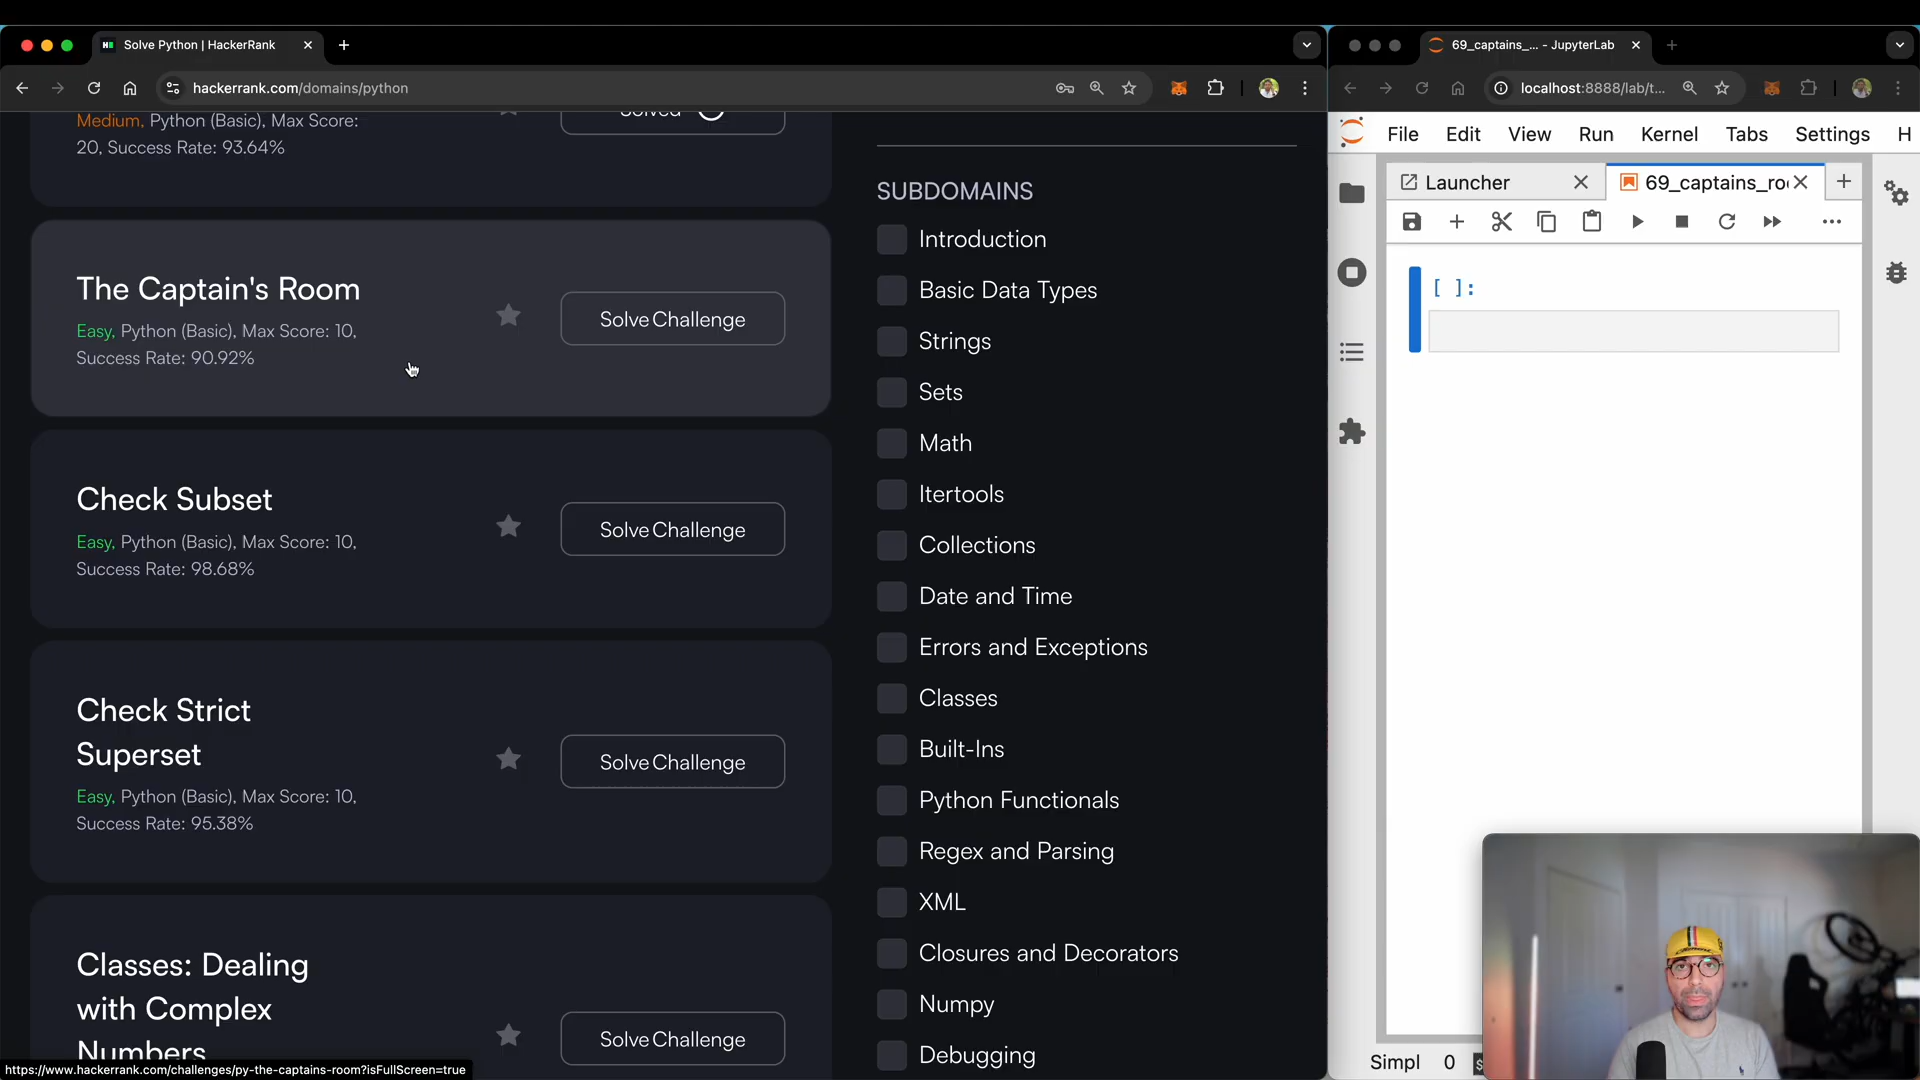 Solve Python | HackerRank
69_captains_... - JupyterLab
hackerrank.com/domains/python
localhost:8888/lab/t...
Medium, Python (Basic), Max Score:
20, Success Rate: 93.64%
Solved
The Captain's Room
Easy, Python (Basic), Max Score: 10,
Success Rate: 90.92%
Solve Challenge
Check Subset
Easy, Python (Basic), Max Score: 10,
Success Rate: 98.68%
Solve Challenge
Check Strict
Superset
Easy, Python (Basic), Max Score: 10,
Success Rate: 95.38%
Solve Challenge
Classes: Dealing
with Complex
Numbers
Solve Challenge
https://www.hackerrank.com/challenges/py-the-captains-room?isFullScreen=true
SUBDOMAINS
Introduction
Basic Data Types
Strings
Sets
Math
Itertools
Collections
Date and Time
Errors and Exceptions
Classes
Built-Ins
Python Functionals
Regex and Parsing
XML
Closures and Decorators
Numpy
Debugging
File Edit View Run Kernel Tabs Settings H
Launcher
69_captains_ro
[ ]:
Simpl 0